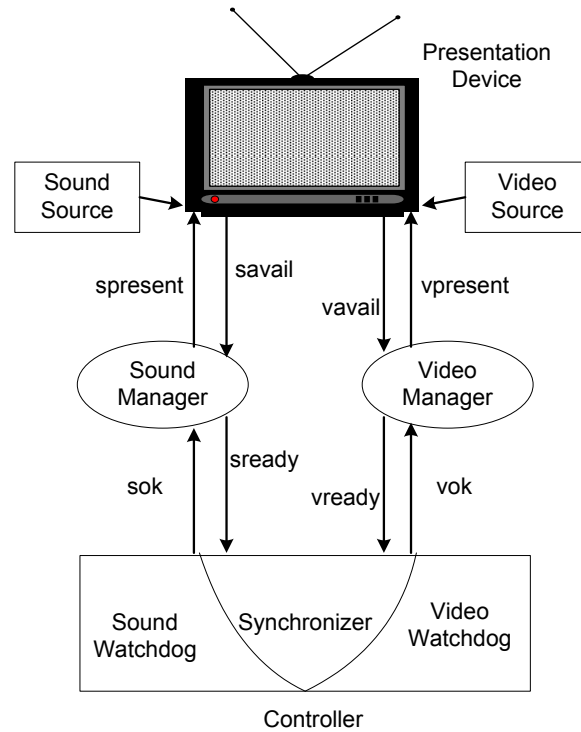 Presentation
Device
Sound
Source
Video
Source
spresent
savail
vavail
vpresent
Sound
Manager
Video
Manager
sok
sready
vready
vok
Sound
Watchdog
Synchronizer
Video
Watchdog
Controller